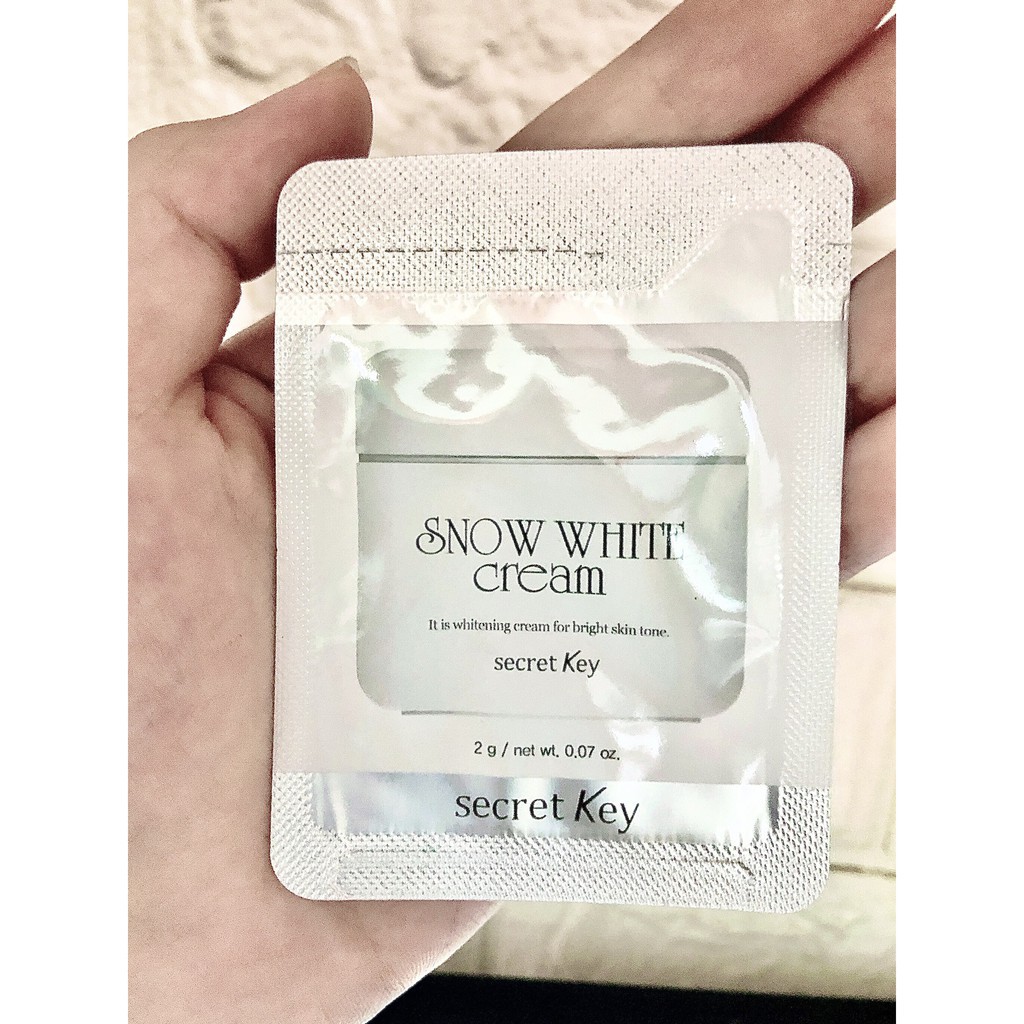 SNOW WHITE
cream
It is whitening cream for bright skin tone.
secret Key
2 g / net wt. 0.07 oz.
secret Key